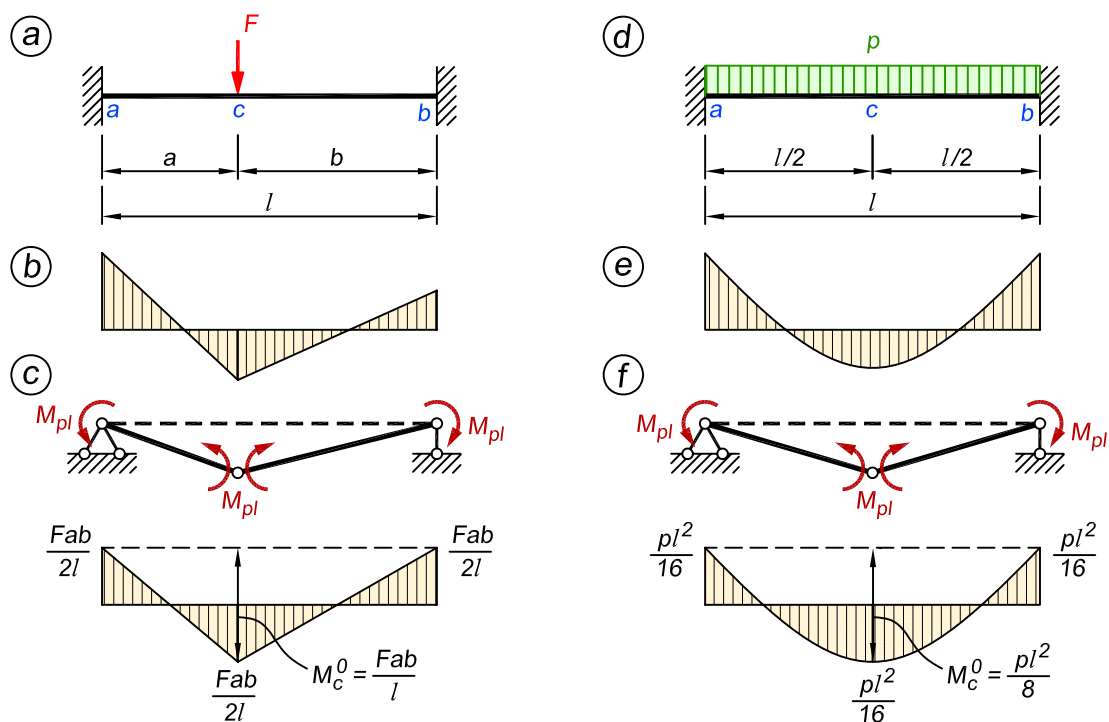 a
F
a
c
b
a
b
l
b
c
M_pl
M_pl
M_pl
Fab/2l
Fab/2l
Fab/2l
M_c^0 = Fab/l
d
p
a
c
b
l/2
l/2
l
e
f
M_pl
M_pl
M_pl
pl^2/16
pl^2/16
pl^2/16
M_c^0 = pl^2/8